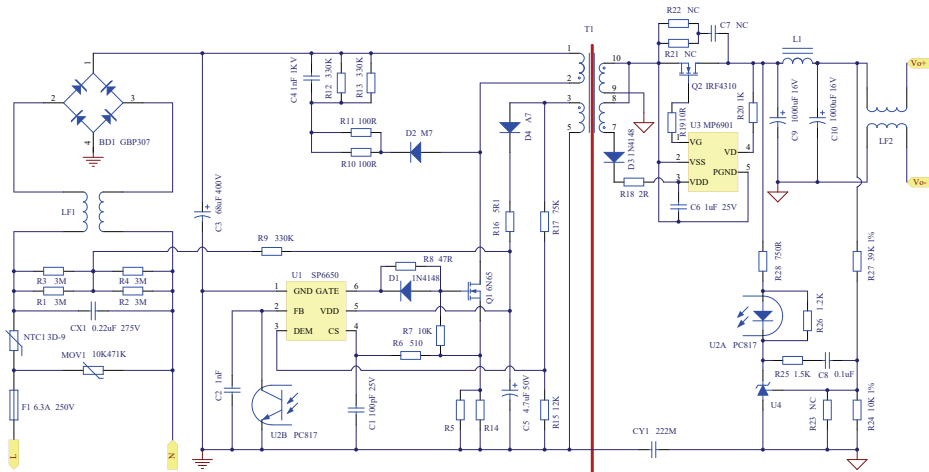 R22 NC
C7 NC
T1
R21 NC
L1
Vo+
1
1
10
C4 1nF 1KV
R12 330K
R13 330K
2
9
Q2 IRF4310
R20 1K
C9 1000uF 16V
C10 1000uF 16V
2
3
3
8
R19 10R
U3 MP6901
BD1 GBP307
4
R11 100R
D2 M7
D4 A7
5
7
1
VG
VD
4
LF2
R10 100R
D3 1N4148
2
VSS
PGND
5
R18 2R
3
VDD
Vo-
LF1
C3 68uF 400V
R16 5R1
R17 75K
C6 1uF 25V
R9 330K
R28 750R
R27 39K 1%
R3 3M
R4 3M
R8 47R
U1 SP6650
D1 1N4148
Q1 6N65
R1 3M
R2 3M
1
GND GATE
6
2
FB
VDD
5
R26 1.2K
CX1 0.22uF 275V
3
DEM
CS
4
R7 10K
U2A PC817
NTC1 3D-9
R6 510
MOV1 10K471K
R25 1.5K
C8 0.1uF
F1 6.3A 250V
C2 1nF
C1 100pF 25V
R5
R14
C5 4.7uF 50V
R15 12K
U4
R23 NC
R24 10K 1%
U2B PC817
CY1 222M
L
N